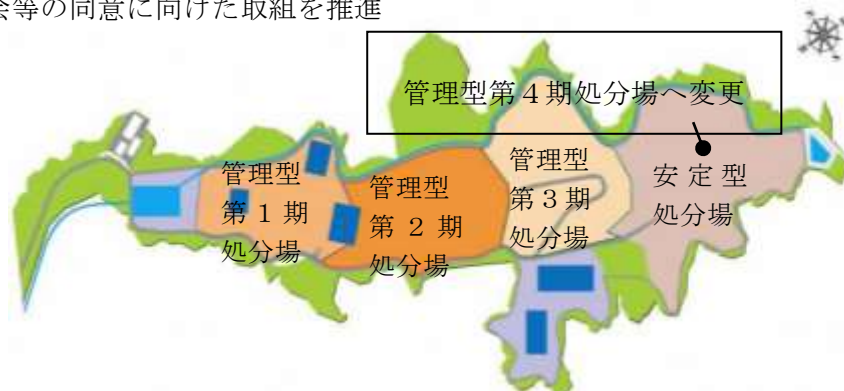 会等の同意に向けた取組を推進
管理型第4期処分場へ変更
管理型
第1期
処分場
管理型
第2期
処分場
管理型
第3期
処分場
安定型
処分場